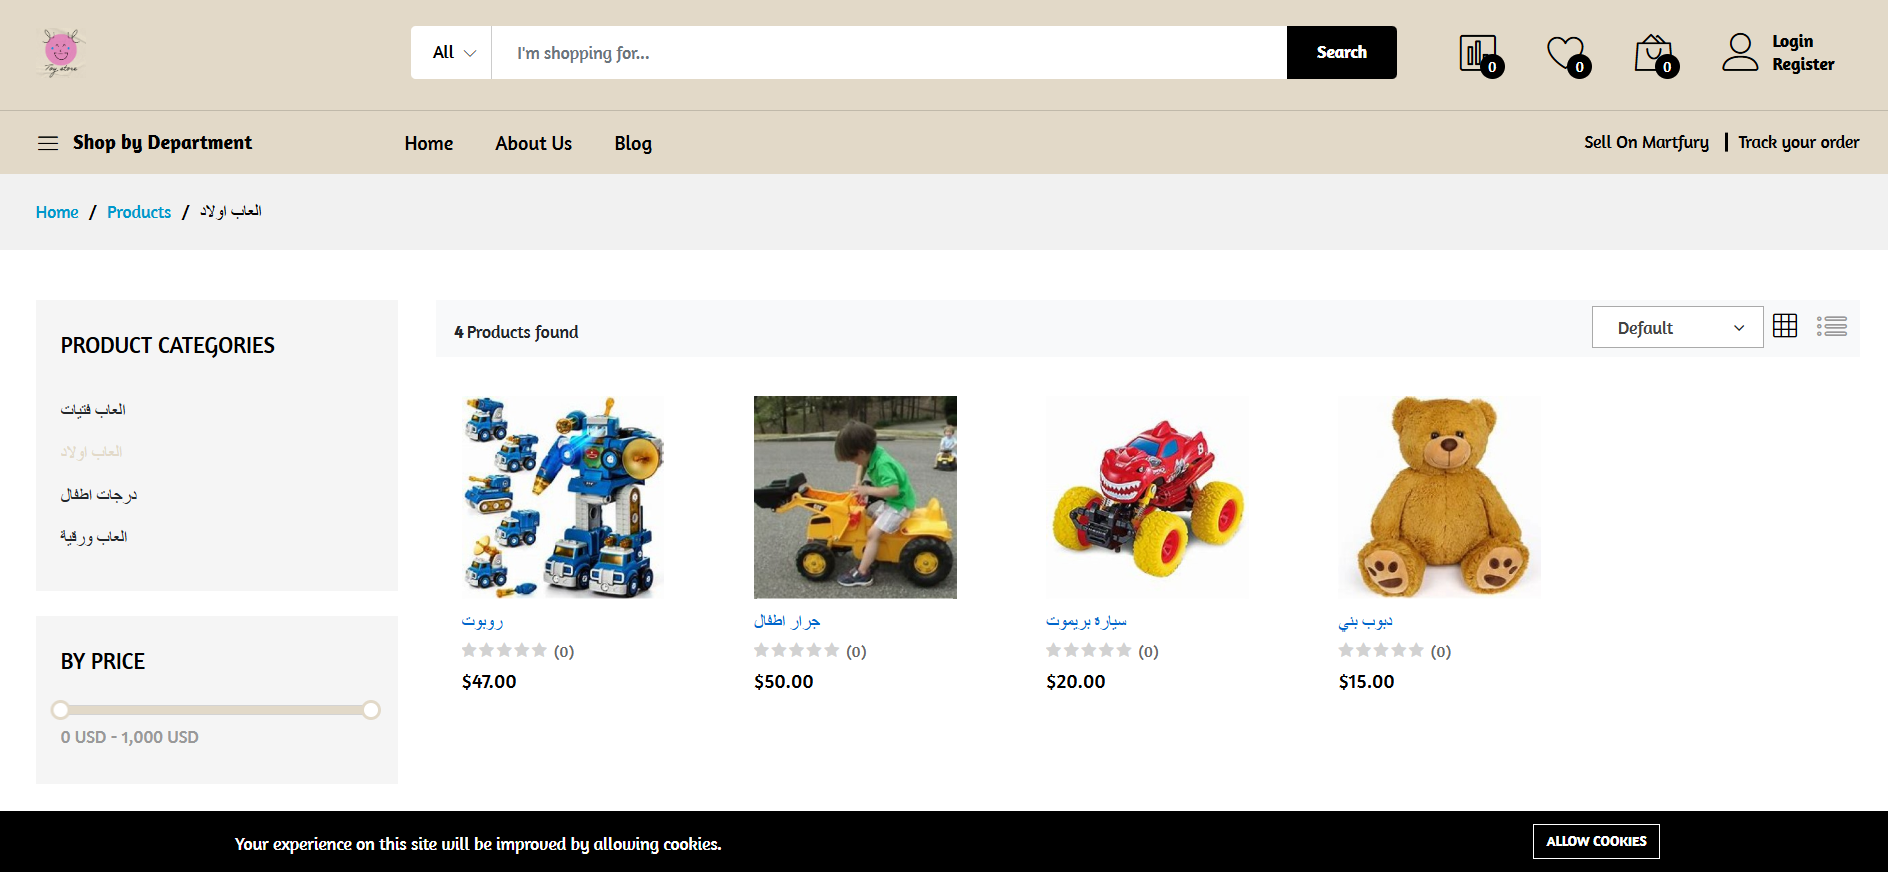 Toy store
All
I'm shopping for...
Search
0
0
0
Login
Register
Shop by Department
Home
About Us
Blog
Sell On Martfury
Track your order
Home / Products / العاب اولاد
PRODUCT CATEGORIES
العاب فتيات
العاب اولاد
درجات اطفال
العاب ورقية
BY PRICE
0 USD - 1,000 USD
4 Products found
Default
روبوت
(0)
$47.00
جرار اطفال
(0)
$50.00
سيارة بريموت
(0)
$20.00
دبوب بني
(0)
$15.00
Your experience on this site will be improved by allowing cookies.
ALLOW COOKIES